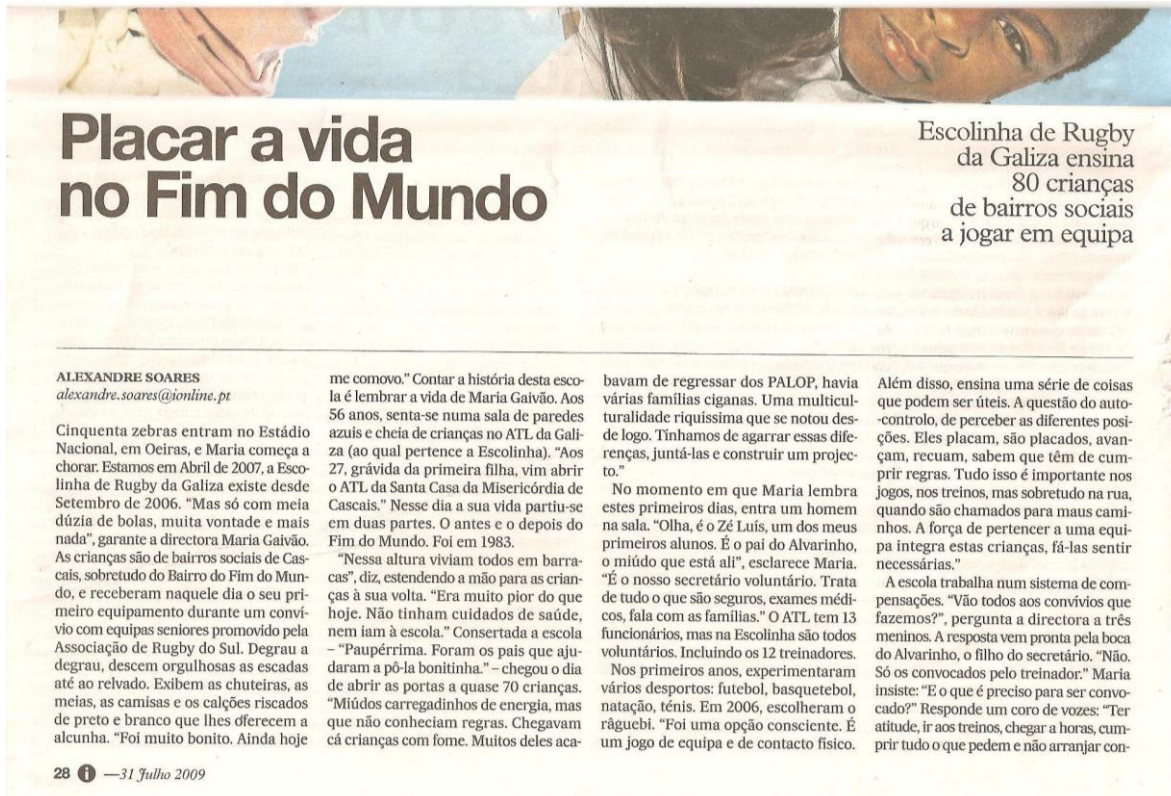 Placar a vida
no Fim do Mundo
Escolinha de Rugby
da Galiza ensina
80 crianças
de bairros sociais
a jogar em equipa
ALEXANDRE SOARES
alexandre.soares@ionline.pt
Cinquenta zebras entram no Estádio
Nacional, em Oeiras, e Maria começa a
chorar. Estamos em Abril de 2007, a Esco-
linha de Rugby da Galiza existe desde
Setembro de 2006. “Mas só com meia
dúzia de bolas, muita vontade e mais
nada”, garante a directora Maria Gaivão.
As crianças são de bairros sociais de Cas-
cais, sobretudo do Bairro do Fim do Mun-
do, e receberam naquele dia o seu pri-
meiro equipamento durante um conví-
vio com equipas seniores promovido pela
Associação de Rugby do Sul. Degrau a
degrau, descem orgulhosas as escadas
até ao relvado. Exibem as chuteiras, as
meias, as camisas e os calções riscados
de preto e branco que lhes oferecem a
alcunha. “Foi muito bonito. Ainda hoje
me comovo.” Contar a história desta esco-
la é lembrar a vida de Maria Gaivão. Aos
56 anos, senta-se numa sala de paredes
azuis e cheia de crianças no ATL da Gali-
za (ao qual pertence a Escolinha). “Aos
27, grávida da primeira filha, vim abrir
o ATL da Santa Casa da Misericórdia de
Cascais.” Nesse dia a sua vida partiu-se
em duas partes. O antes e o depois do
Fim do Mundo. Foi em 1983.
“Nessa altura viviam todos em barra-
cas”, diz, estendendo a mão para as crian-
ças à sua volta. “Era muito pior do que
hoje. Não tinham cuidados de saúde,
nem iam à escola.” Consertada a escola
– “Paupérrima. Foram os pais que aju-
daram a pô-la bonitinha.” – chegou o dia
de abrir as portas a quase 70 crianças.
“Miúdos carregadinhos de energia, mas
que não conheciam regras. Chegavam
cá crianças com fome. Muitos deles aca-
bavam de regressar dos PALOP, havia
várias famílias ciganas. Uma multicul-
turalidade riquissima que se notou des-
de logo. Tínhamos de agarrar essas dife-
renças, juntá-las e construir um projec-
to.”
No momento em que Maria lembra
estes primeiros dias, entra um homem
na sala. “Olha, é o Zé Luís, um dos meus
primeiros alunos. É o pai do Alvarinho,
o miúdo que está ali”, esclarece Maria.
“É o nosso secretário voluntário. Trata
de tudo o que são seguros, exames médi-
cos, fala com as famílias.” O ATL tem 13
funcionários, mas na Escolinha são todos
voluntários. Incluindo os 12 treinadores.
Nos primeiros anos, experimentaram
vários desportos: futebol, basquetebol,
natação, ténis. Em 2006, escolheram o
râguebi. “Foi uma opção consciente. É
um jogo de equipa e de contacto físico.
Além disso, ensina uma série de coisas
que podem ser úteis. A questão do auto-
-controlo, de perceber as diferentes posi-
ções. Eles placam, são placados, avan-
çam, recuam, sabem que têm de cum-
prir regras. Tudo isso é importante nos
jogos, nos treinos, mas sobretudo na rua,
quando são chamados para maus cami-
nhos. A força de pertencer a uma equi-
pa integra estas crianças, fá-las sentir
necessárias.”
A escola trabalha num sistema de com-
pensações. “Vão todos aos convívios que
fazemos?”, pergunta a directora a três
meninos. A resposta vem pronta pela boca
do Alvarinho, o filho do secretário. “Não.
Só os convocados pelo treinador.” Maria
insiste: “E o que é preciso para ser convo-
cado?” Responde um coro de vozes: “Ter
atitude, ir aos treinos, chegar a horas, cum-
prir tudo o que pedem e não arranjar con-
28 i —31 Julho 2009